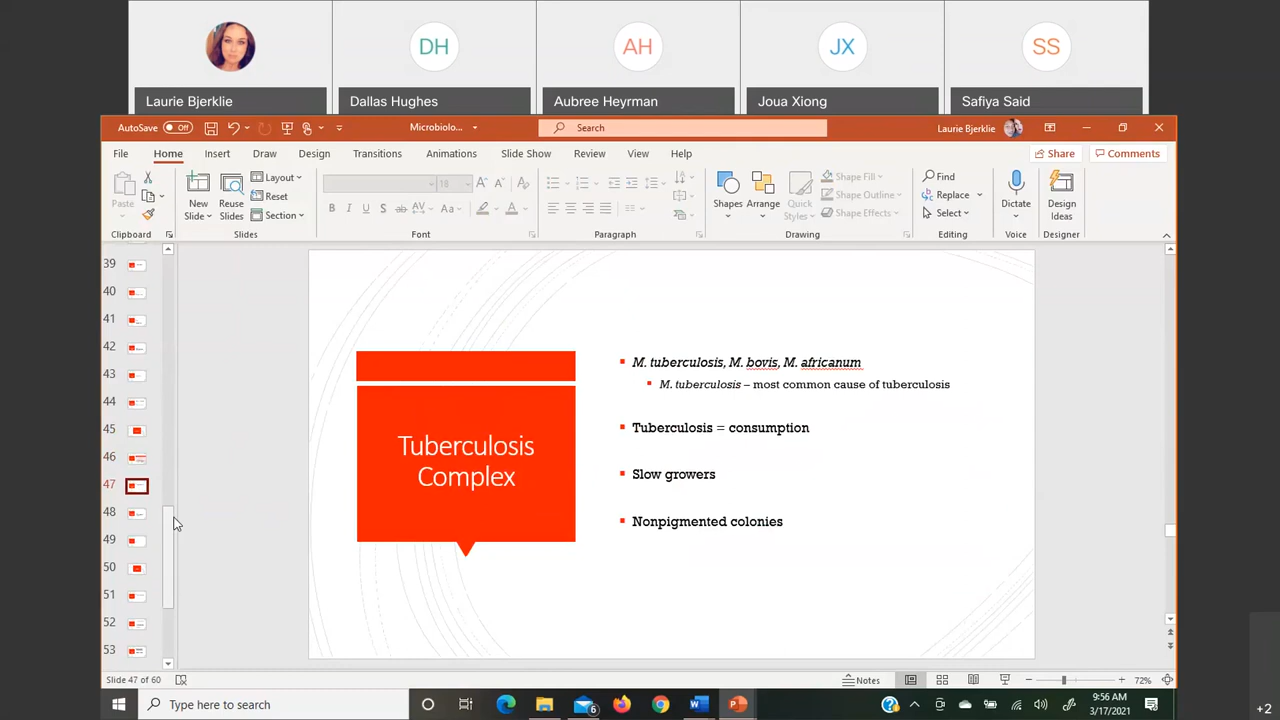 DH
AH
JX
SS
Laurie Bjerklie
Dallas Hughes
Aubree Heyrman
Joua Xiong
Safiya Said
AutoSave Off
Microbiolo...
Search
Laurie Bjerklie
File Home Insert Draw Design Transitions Animations Slide Show Review View Help
Share Comments
Paste
New Slide
Reuse Slides
Layout
Reset
Section
18
B I U S ab AV Aa A
Shapes
Arrange
Quick Styles
Shape Fill
Shape Outline
Shape Effects
Find
Replace
Select
Dictate
Design Ideas
Clipboard Slides Font Paragraph Drawing Editing Voice Designer
39
40
41
42
43
44
45
46
47
48
49
50
51
52
53
Tuberculosis
Complex
M. tuberculosis, M. bovis, M. africanum
M. tuberculosis – most common cause of tuberculosis
Tuberculosis = consumption
Slow growers
Nonpigmented colonies
Slide 47 of 60
Notes
72%
Type here to search
6
9:56 AM
3/17/2021
+2